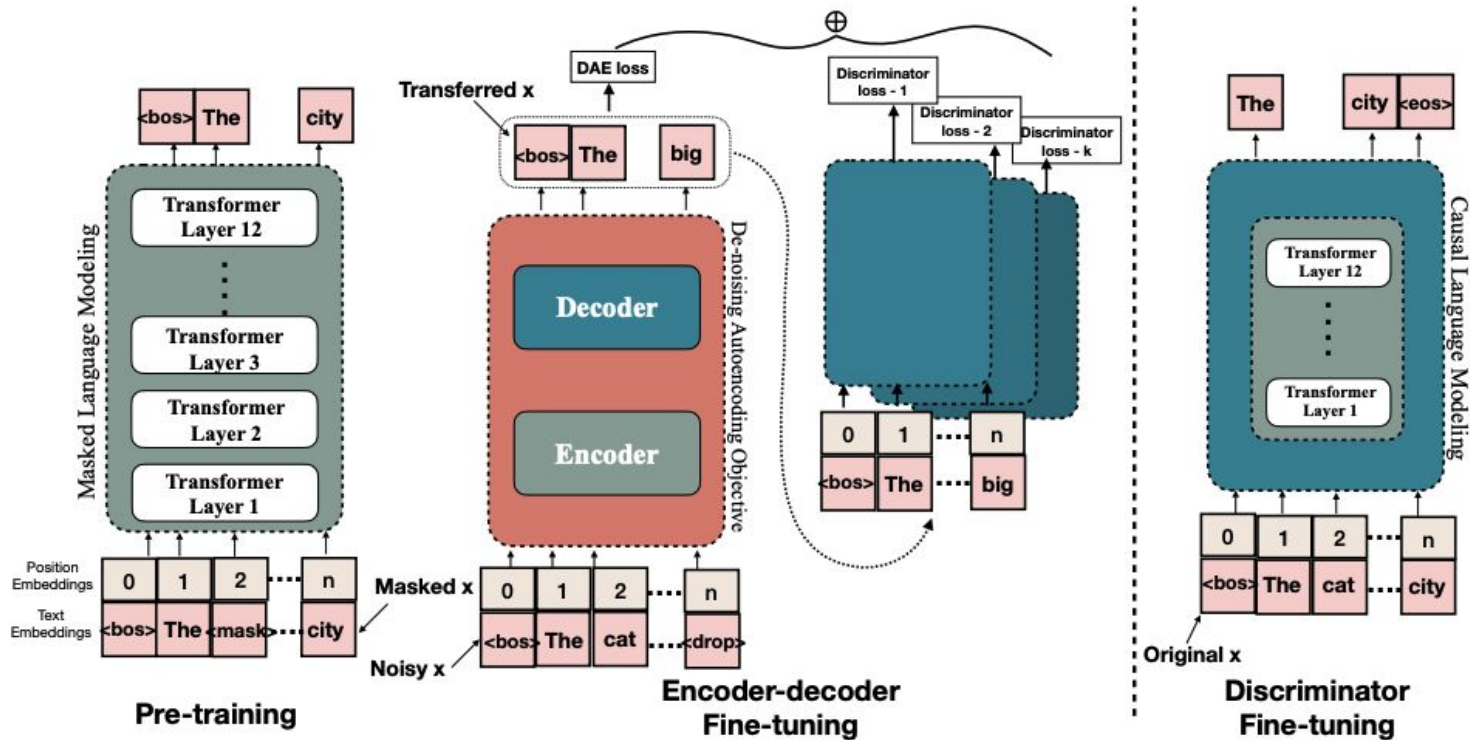 <bos> The city
Masked Language Modeling
Transformer
Layer 12
Transformer
Layer 3
Transformer
Layer 2
Transformer
Layer 1
Position
Embeddings
0 1 2 n
Text
Embeddings
<bos> The <mask> city
Masked x
Pre-training
DAE loss
Transferred x
<bos> The big
De-noising Autoencoding Objective
Decoder
Encoder
0 1 2 n
<bos> The cat <drop>
Noisy x
⊕
Discriminator
loss - 1
Discriminator
loss - 2
Discriminator
loss - k
0 1 n
<bos> The big
Encoder-decoder
Fine-tuning
The city <eos>
Causal Language Modeling
Transformer
Layer 12
Transformer
Layer 1
0 1 2 n
<bos> The cat city
Original x
Discriminator
Fine-tuning